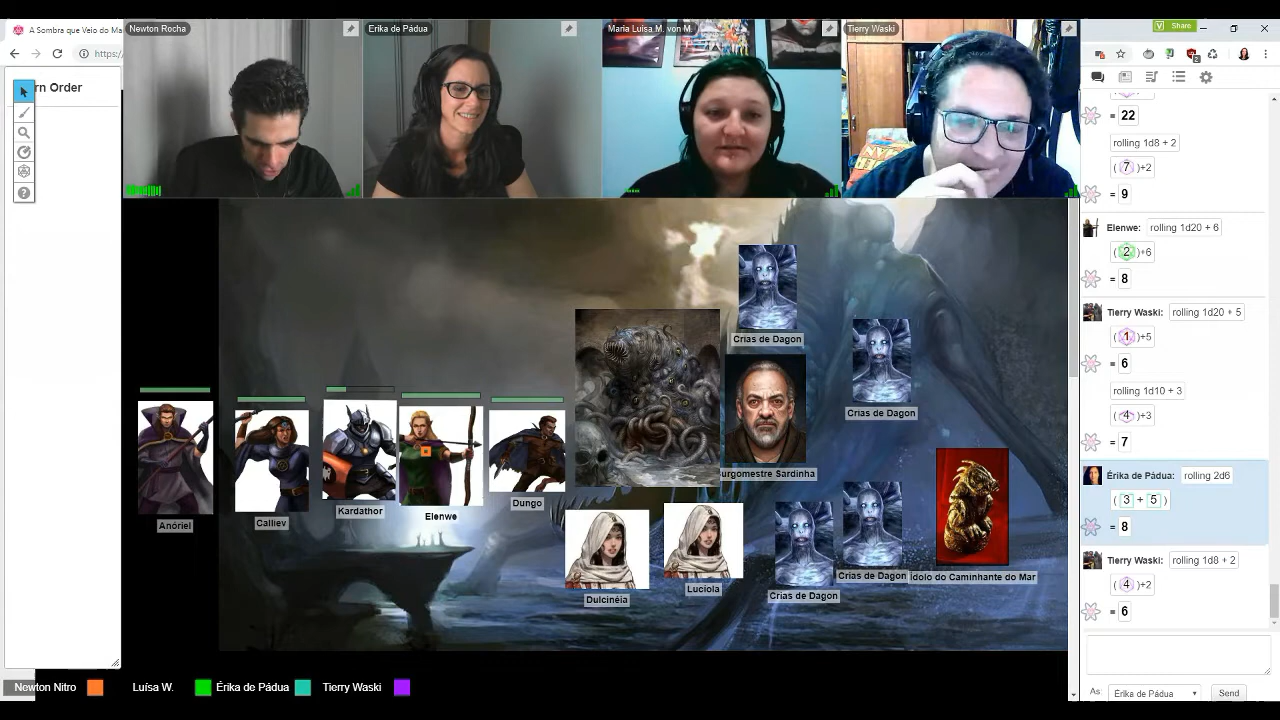 A Sombra que Veio do Ma
https:/
Share
Newton Rocha
Érika de Pádua
Maria Luísa M. von M.
Tierry Waski
rn Order
= 22
rolling 1d8 + 2
(7)+2
= 9
Elenwe: rolling 1d20 + 6
(2)+6
= 8
Tierry Waski: rolling 1d20 + 5
(1)+5
= 6
rolling 1d10 + 3
(4)+3
= 7
Érika de Pádua: rolling 2d6
(3 + 5)
= 8
Tierry Waski: rolling 1d8 + 2
(4)+2
= 6
As: Érika de Pádua
Send
Crias de Dagon
Crias de Dagon
urgomestre Sardinha
Anóriel
Calliev
Kardathor
Elenwe
Dungo
Dulcinéia
Lucíola
Crias de Dagon
Crias de Dagon
Ídolo do Caminhante do Mar
Newton Nitro
Luísa W.
Érika de Pádua
Tierry Waski